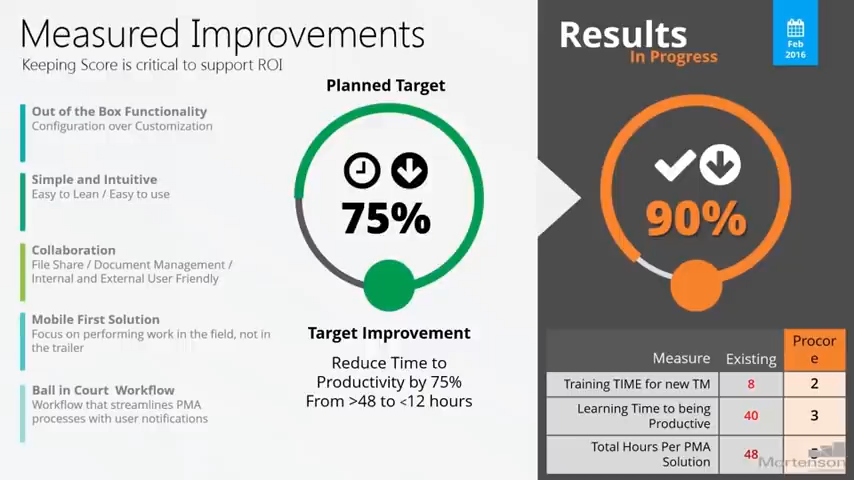 Measured Improvements
Keeping Score is critical to support ROI
Out of the Box Functionality
Configuration over Customization
Simple and Intuitive
Easy to Lean / Easy to use
Collaboration
File Share / Document Management /
Internal and External User Friendly
Mobile First Solution
Focus on performing work in the field, not in
the trailer
Ball in Court Workflow
Workflow that streamlines PMA
processes with user notifications
Planned Target
75%
Target Improvement
Reduce Time to
Productivity by 75%
From >48 to <12 hours
Results
In Progress
Feb
2016
90%
Measure Existing Procor
e
Training TIME for new TM 8 2
Learning Time to being
Productive 40 3
Total Hours Per PMA
Solution 48
Mortenson